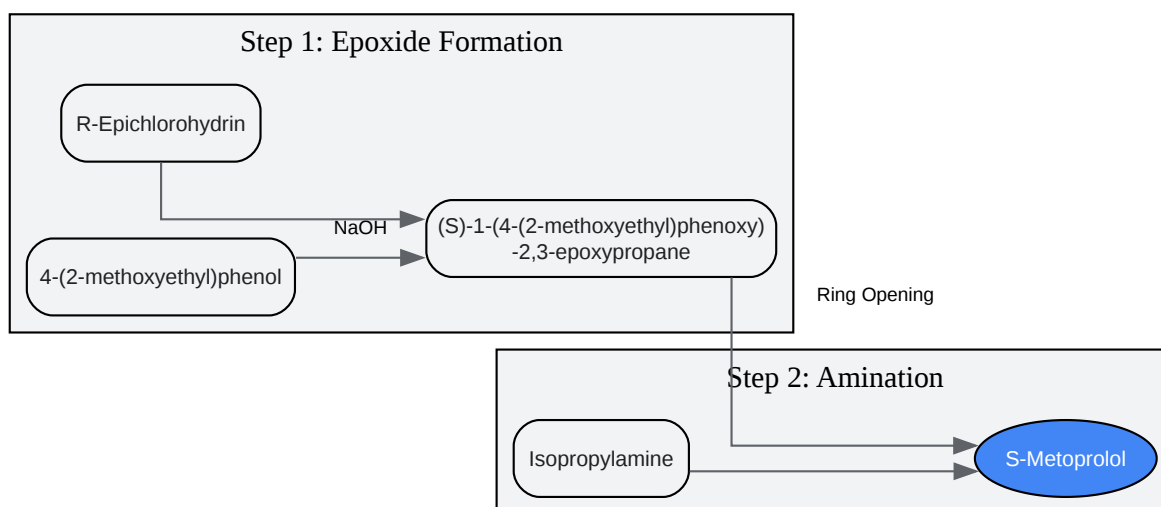 Step 1: Epoxide Formation
R-Epichlorohydrin
NaOH
(S)-1-(4-(2-methoxyethyl)phenoxy)
-2,3-epoxypropane
4-(2-methoxyethyl)phenol
Ring Opening
Step 2: Amination
Isopropylamine
S-Metoprolol